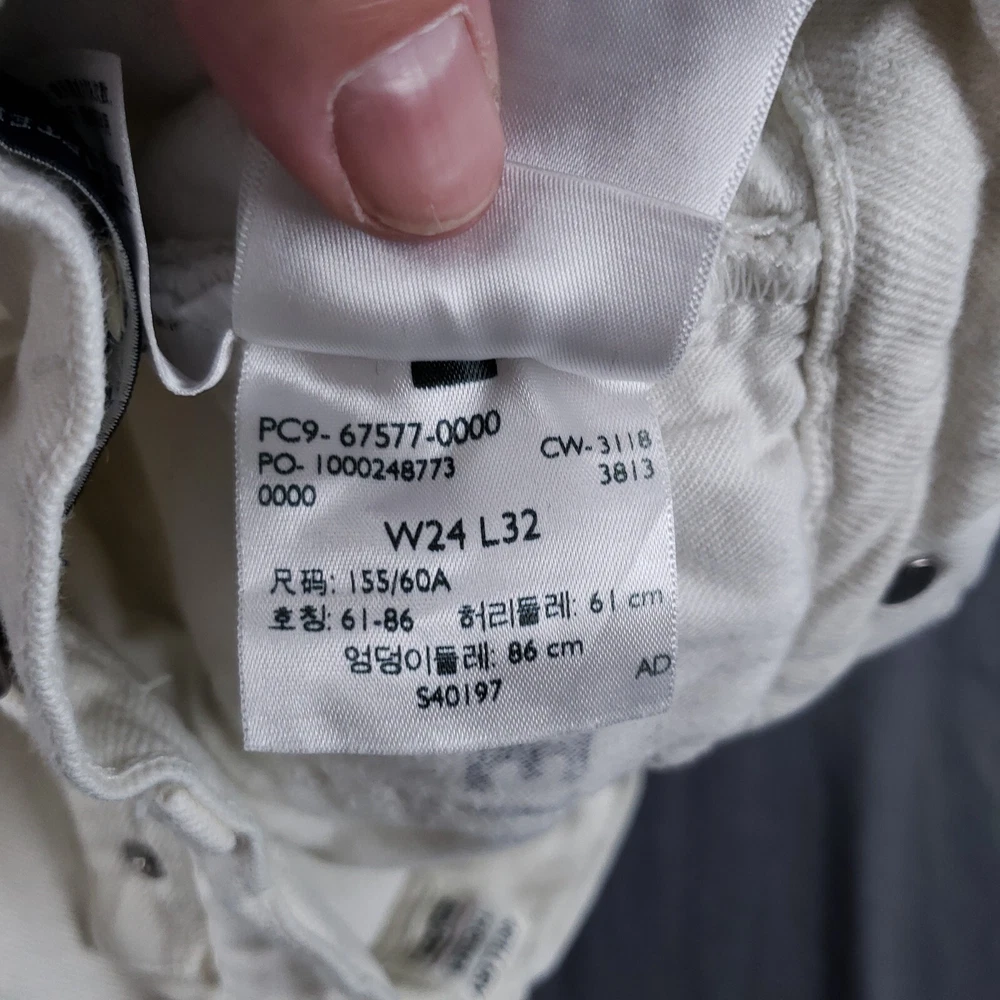 PC9- 67577-0000
CW- 3118
PO- 1000248773
3813
0000
W24 L32
尺码: 155/60A
호칭: 61-86 허리둘레: 61 cm
엉덩이둘레: 86 cm
AD
S40197